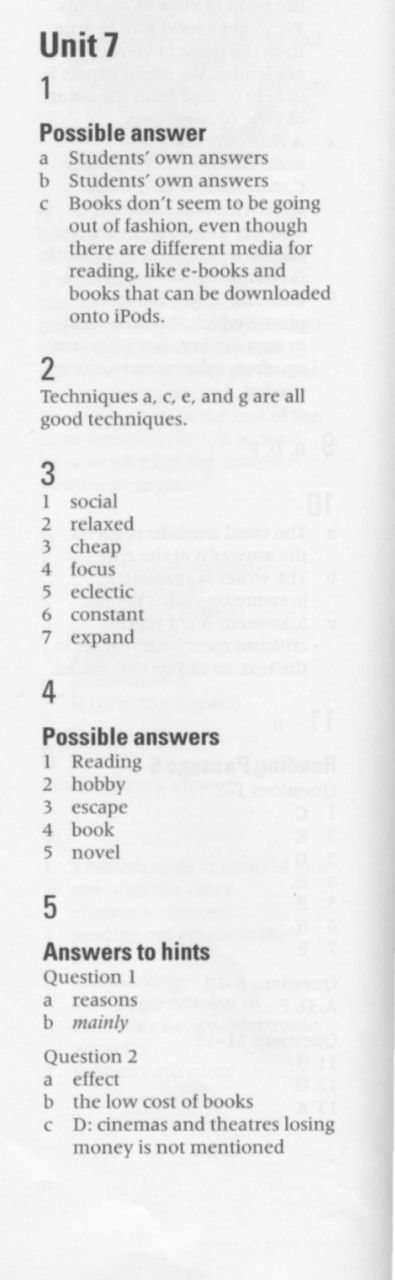 Unit 7
1
Possible answer
a Students' own answers
b Students' own answers
c Books don't seem to be going
out of fashion, even though
there are different media for
reading, like e-books and
books that can be downloaded
onto iPods.
2
Techniques a, c, e, and g are all
good techniques.
3
1 social
2 relaxed
3 cheap
4 focus
5 eclectic
6 constant
7 expand
4
Possible answers
1 Reading
2 hobby
3 escape
4 book
5 novel
5
Answers to hints
Question 1
a reasons
b mainly
Question 2
a effect
b the low cost of books
c D: cinemas and theatres losing
money is not mentioned